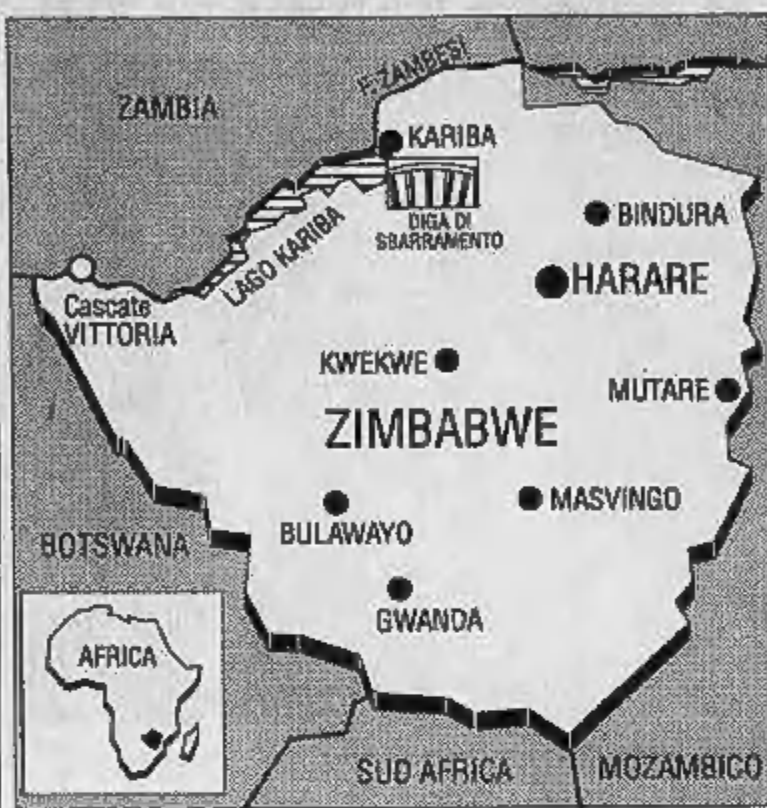 F. ZAMBESI
ZAMBIA
KARIBA
BINDURA
DIGA DI
SBARRAMENTO
LAGO KARIBA
HARARE
Cascate
VITTORIA
KWEKWE
MUTARE
ZIMBABWE
MASVINGO
BULAWAYO
BOTSWANA
GWANDA
AFRICA
SUD AFRICA
MOZAMBICO